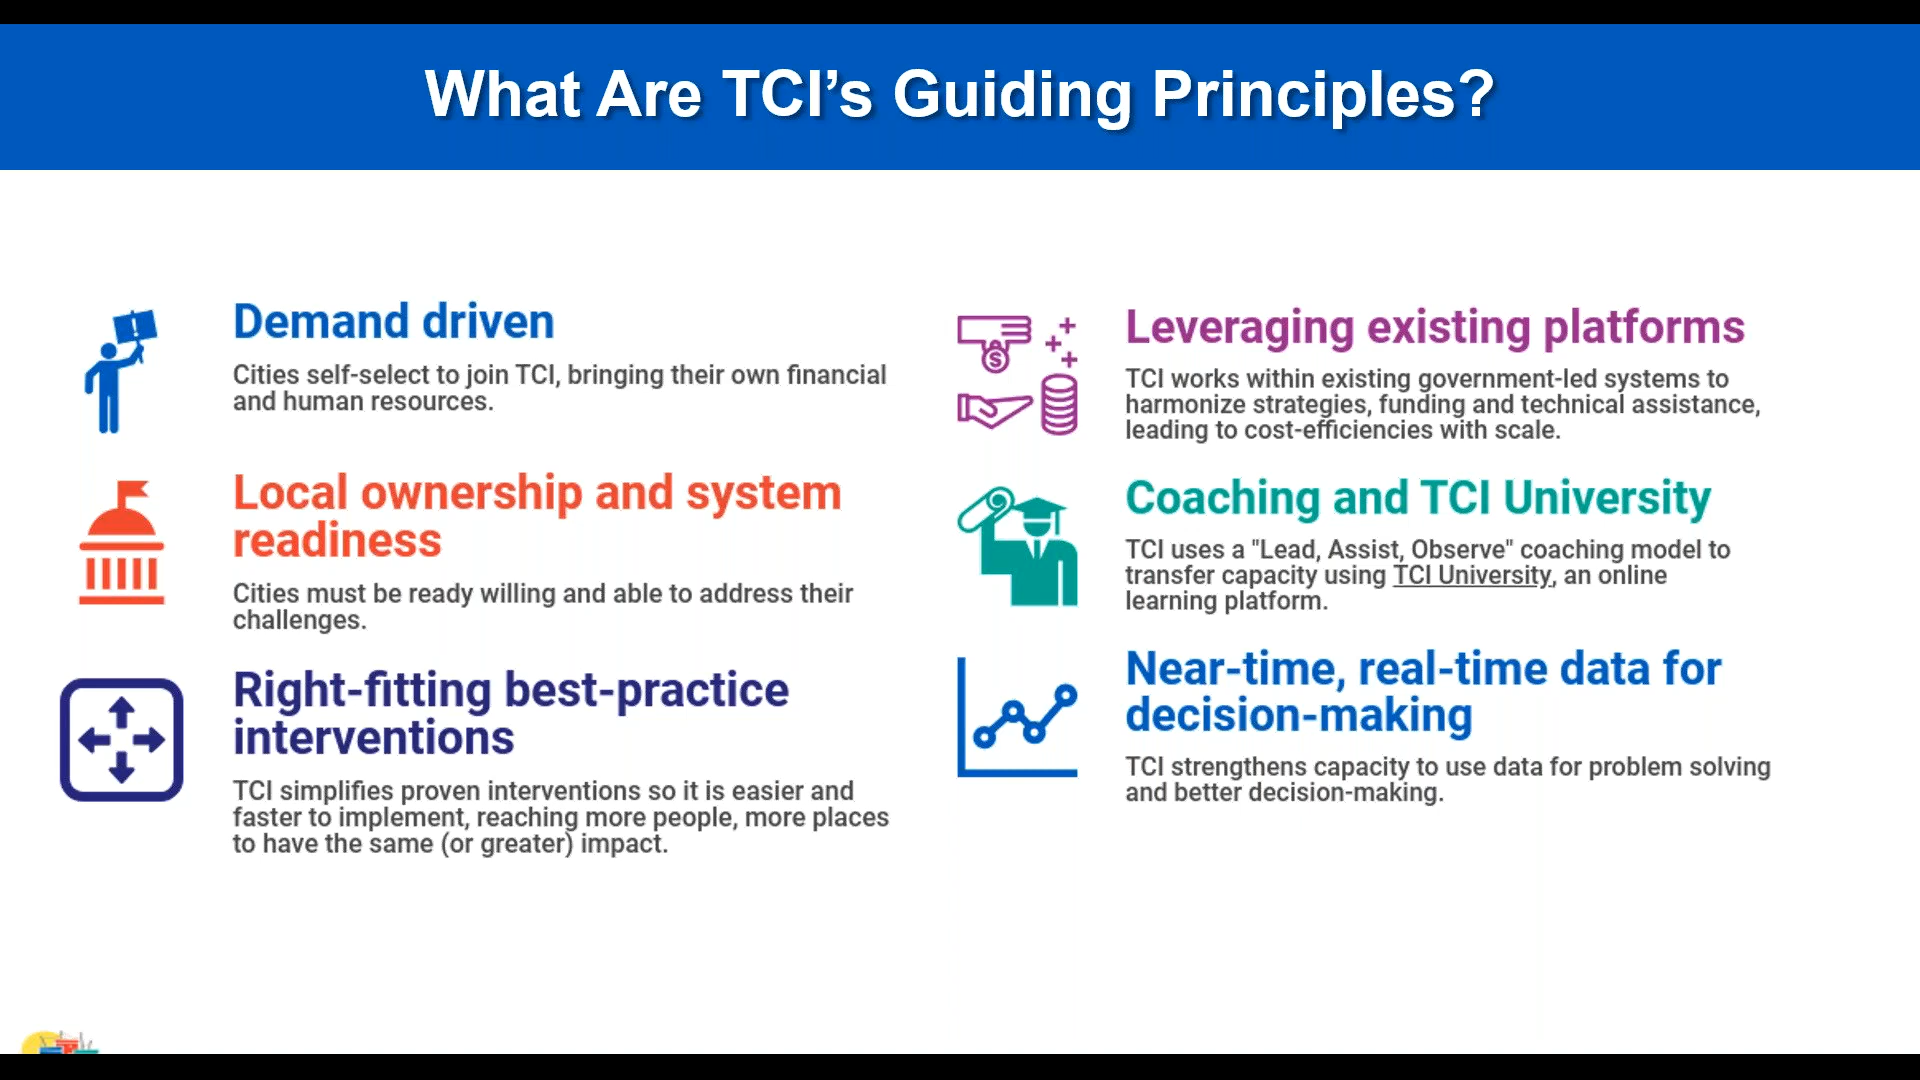 What Are TCI’s Guiding Principles?
Demand driven
Cities self-select to join TCI, bringing their own financial
and human resources.
Local ownership and system
readiness
Cities must be ready willing and able to address their
challenges.
Right-fitting best-practice
interventions
TCI simplifies proven interventions so it is easier and
faster to implement, reaching more people, more places
to have the same (or greater) impact.
Leveraging existing platforms
TCI works within existing government-led systems to
harmonize strategies, funding and technical assistance,
leading to cost-efficiencies with scale.
Coaching and TCI University
TCI uses a "Lead, Assist, Observe" coaching model to
transfer capacity using TCI University, an online
learning platform.
Near-time, real-time data for
decision-making
TCI strengthens capacity to use data for problem solving
and better decision-making.